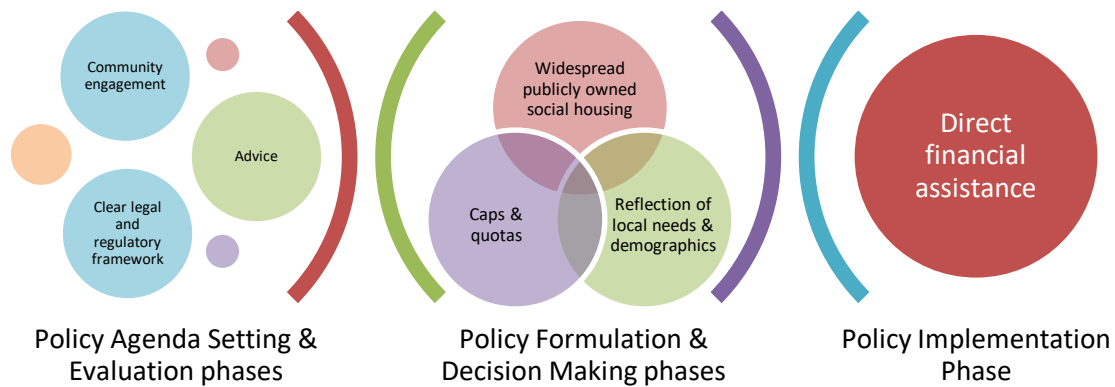 Community
engagement
Advice
Clear legal
and
regulatory
framework
Policy Agenda Setting &
Evaluation phases
Widespread
publicly owned
social housing
Caps &
quotas
Reflection of
local needs &
demographics
Policy Formulation &
Decision Making phases
Direct
financial
assistance
Policy Implementation
Phase